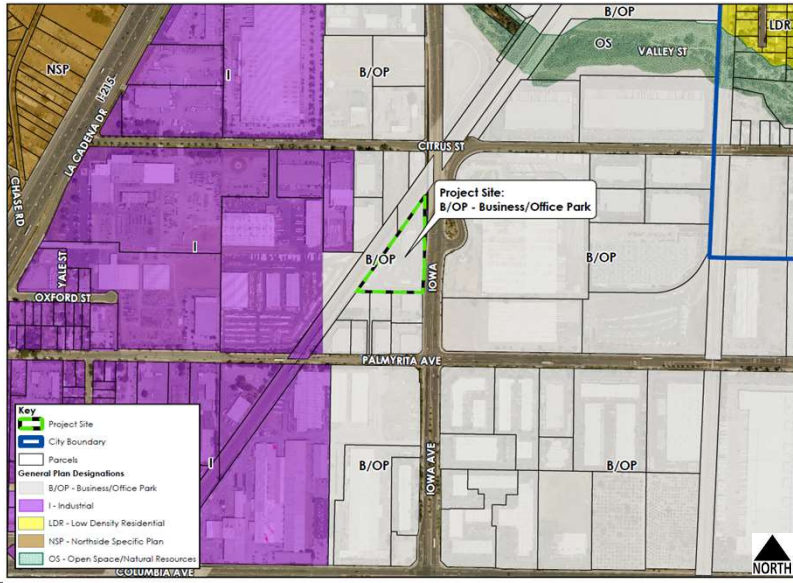 B/OP
LDR
OS
VALLEY ST
NSP
I-215
LA CADENA DR
I
B/OP
CITRUS ST
CHASE RD
Project Site:
B/OP - Business/Office Park
I
B/OP
B/OP
YALE ST
IOWA
OXFORD ST
PALMYRITA AVE
Key
Project Site
City Boundary
Parcels
General Plan Designations
B/OP - Business/Office Park
I - Industrial
LDR - Low Density Residential
NSP - Northside Specific Plan
OS - Open Space/Natural Resources
I
B/OP
IOWA AVE
B/OP
COLUMBIA AVE
NORTH